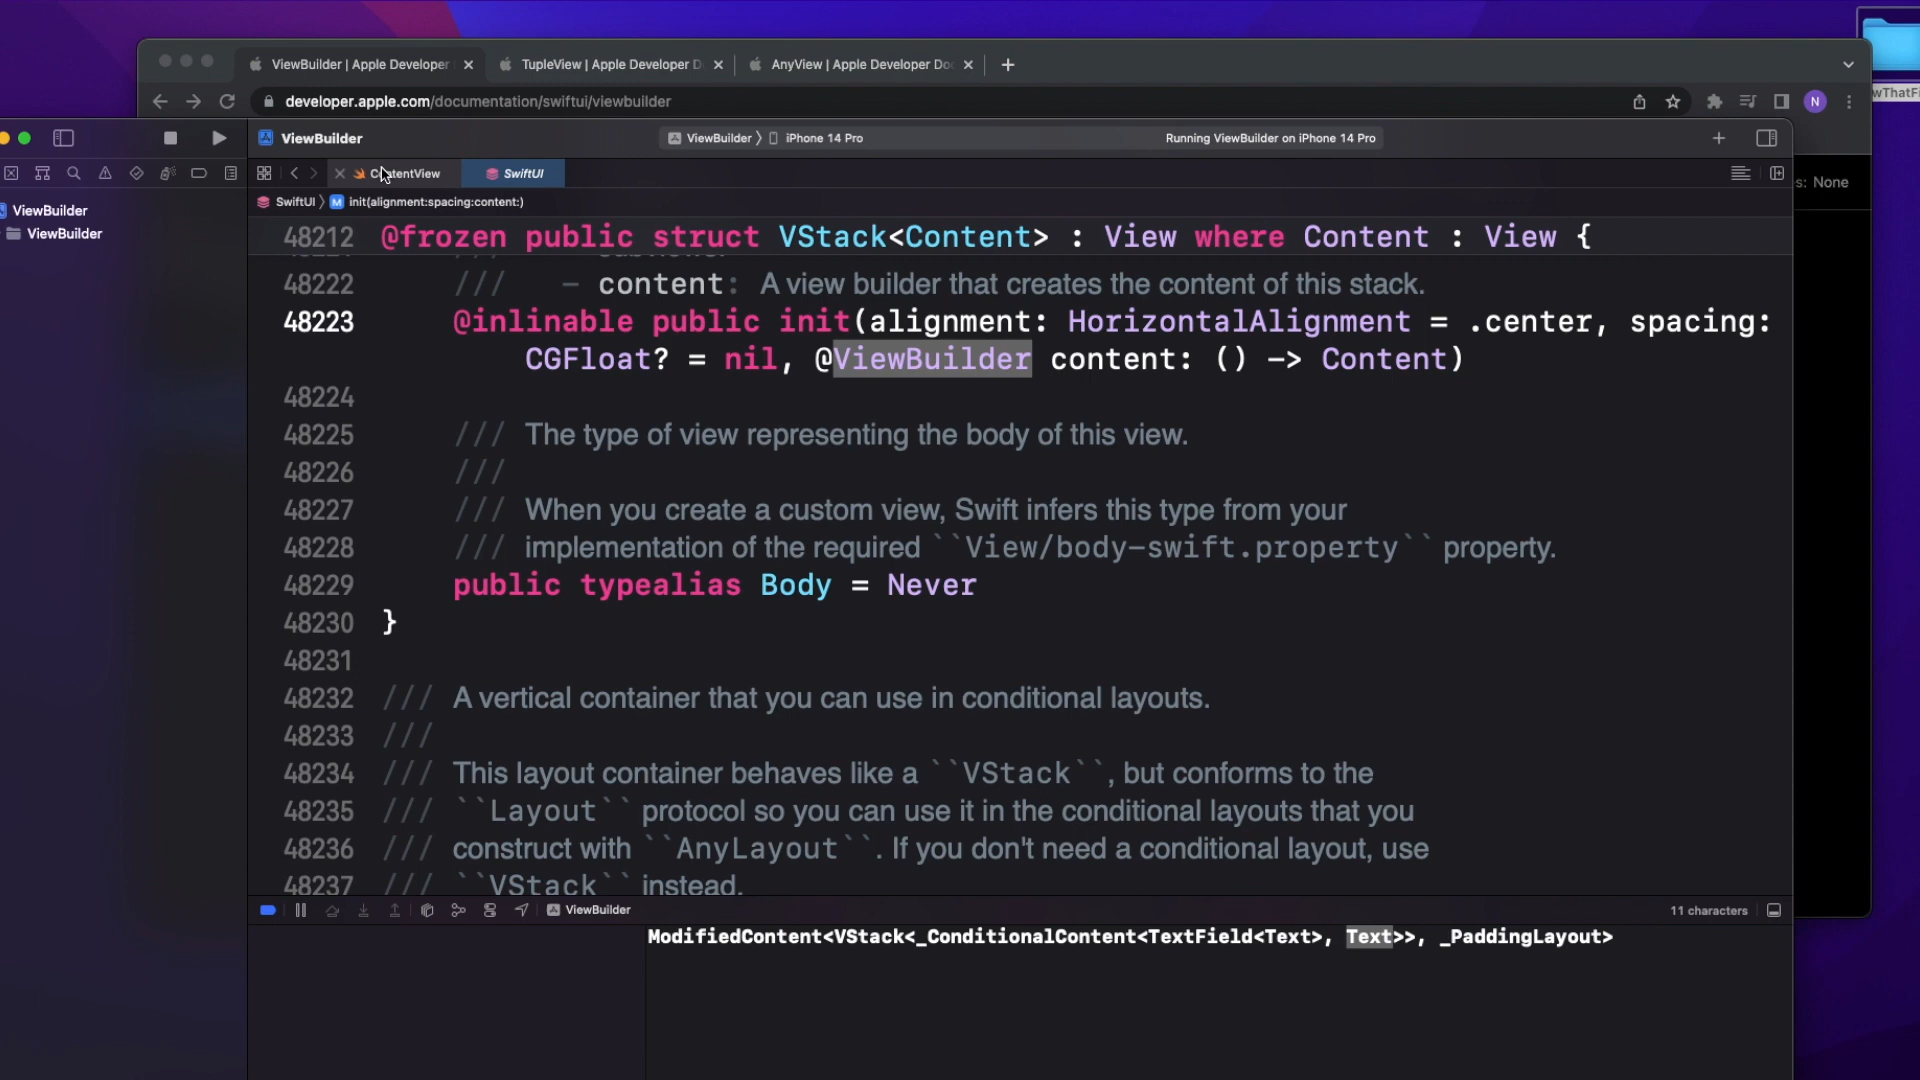 ViewBuilder | Apple Developer
TupleView | Apple Developer D
AnyView | Apple Developer Doc
developer.apple.com/documentation/swiftui/viewbuilder
N
wThatFi
ViewBuilder
ViewBuilder
iPhone 14 Pro
Running ViewBuilder on iPhone 14 Pro
ContentView
SwiftUI
s: None
SwiftUI
M
init(alignment:spacing:content:)
ViewBuilder
ViewBuilder
48212 @frozen public struct VStack<Content> : View where Content : View {
48222 /// - content: A view builder that creates the content of this stack.
48223 @inlinable public init(alignment: HorizontalAlignment = .center, spacing:
CGFloat? = nil, @ViewBuilder content: () -> Content)
48224
48225 /// The type of view representing the body of this view.
48226 ///
48227 /// When you create a custom view, Swift infers this type from your
48228 /// implementation of the required ``View/body-swift.property`` property.
48229 public typealias Body = Never
48230 }
48231
48232 /// A vertical container that you can use in conditional layouts.
48233 ///
48234 /// This layout container behaves like a ``VStack``, but conforms to the
48235 /// ``Layout`` protocol so you can use it in the conditional layouts that you
48236 /// construct with ``AnyLayout``. If you don't need a conditional layout, use
48237 /// ``VStack`` instead.
ViewBuilder
11 characters
ModifiedContent<VStack<_ConditionalContent<TextField<Text>, Text>>, _PaddingLayout>